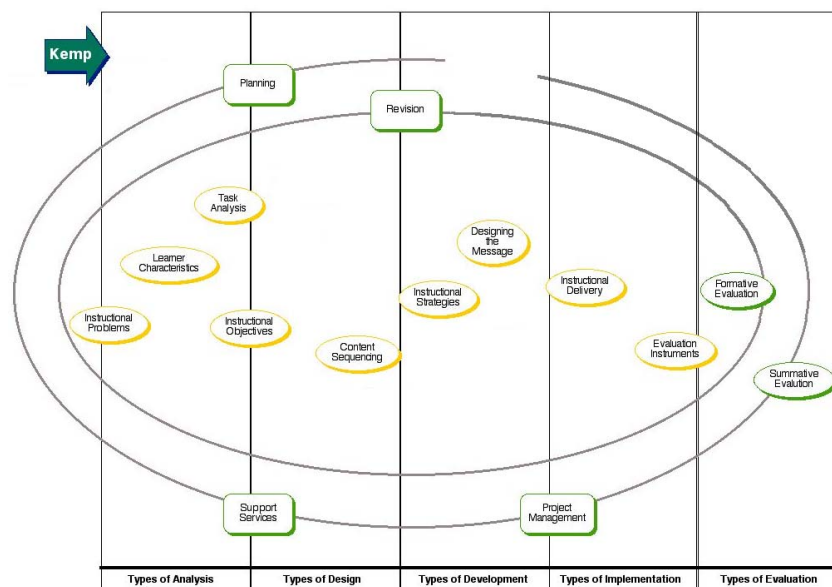 Kemp
Planning
Revision
Task
Analysis
Designing
the
Message
Learner
Characteristics
Instructional
Delivery
Formative
Evaluation
Instructional
Strategies
Instructional
Problems
Instructional
Objectives
Content
Sequencing
Evaluation
Instruments
Summative
Evalution
Support
Services
Project
Management
Types of Analysis
Types of Design
Types of Development
Types of Implementation
Types of Evaluation